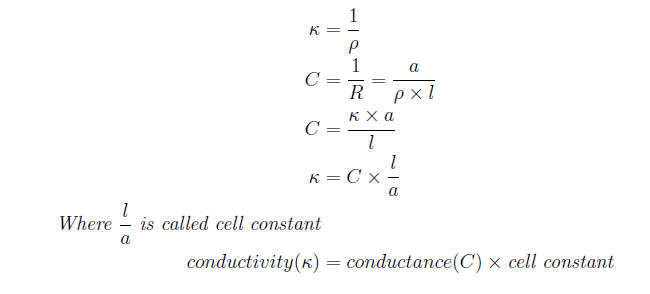 κ = 1/ρ
C = 1/R = a/(ρ × l)
C = (κ × a)/l
κ = C × l/a
Where l/a is called cell constant
conductivity(κ) = conductance(C) × cell constant